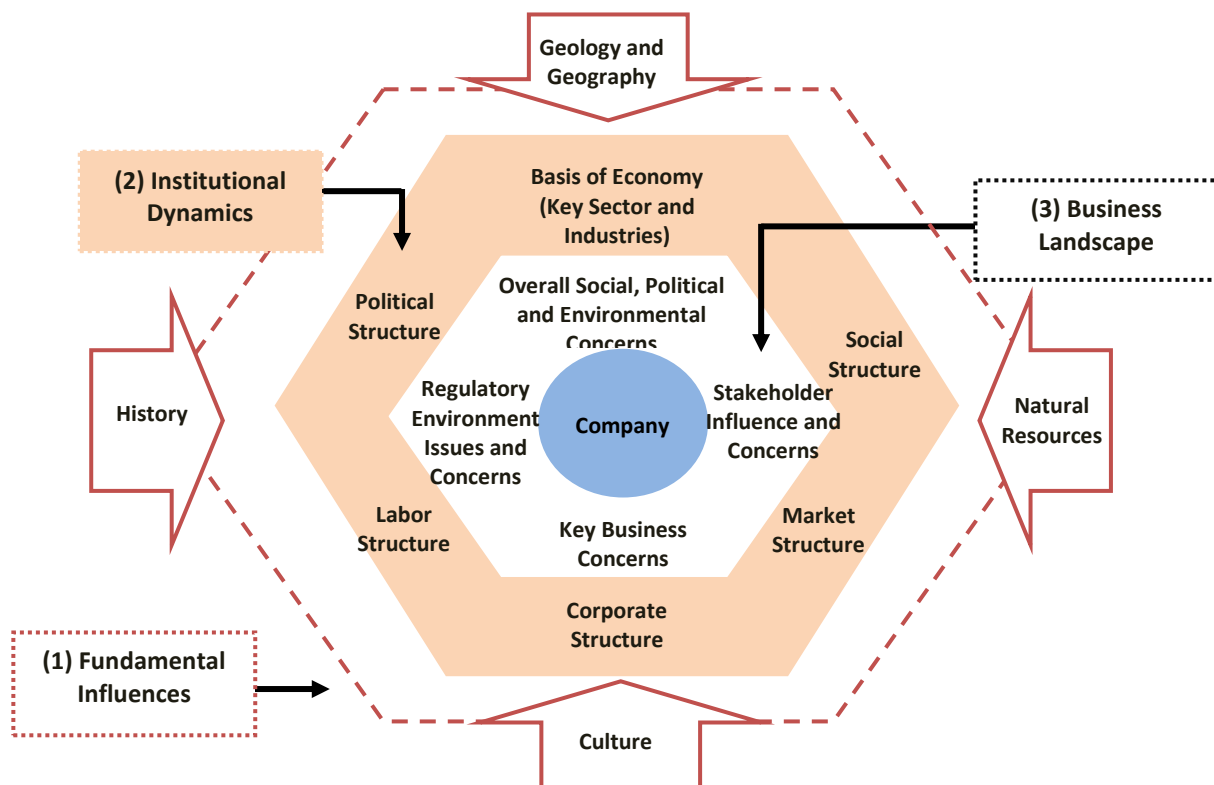 Geology and
Geography
(2) Institutional
Dynamics
Basis of Economy
(Key Sector and
Industries)
(3) Business
Landscape
Political
Structure
Overall Social, Political
and Environmental
Concerns
Social
Structure
History
Regulatory
Environment
Issues and
Concerns
Company
Stakeholder
Influence and
Concerns
Natural
Resources
Labor
Structure
Key Business
Concerns
Market
Structure
Corporate
Structure
(1) Fundamental
Influences
Culture